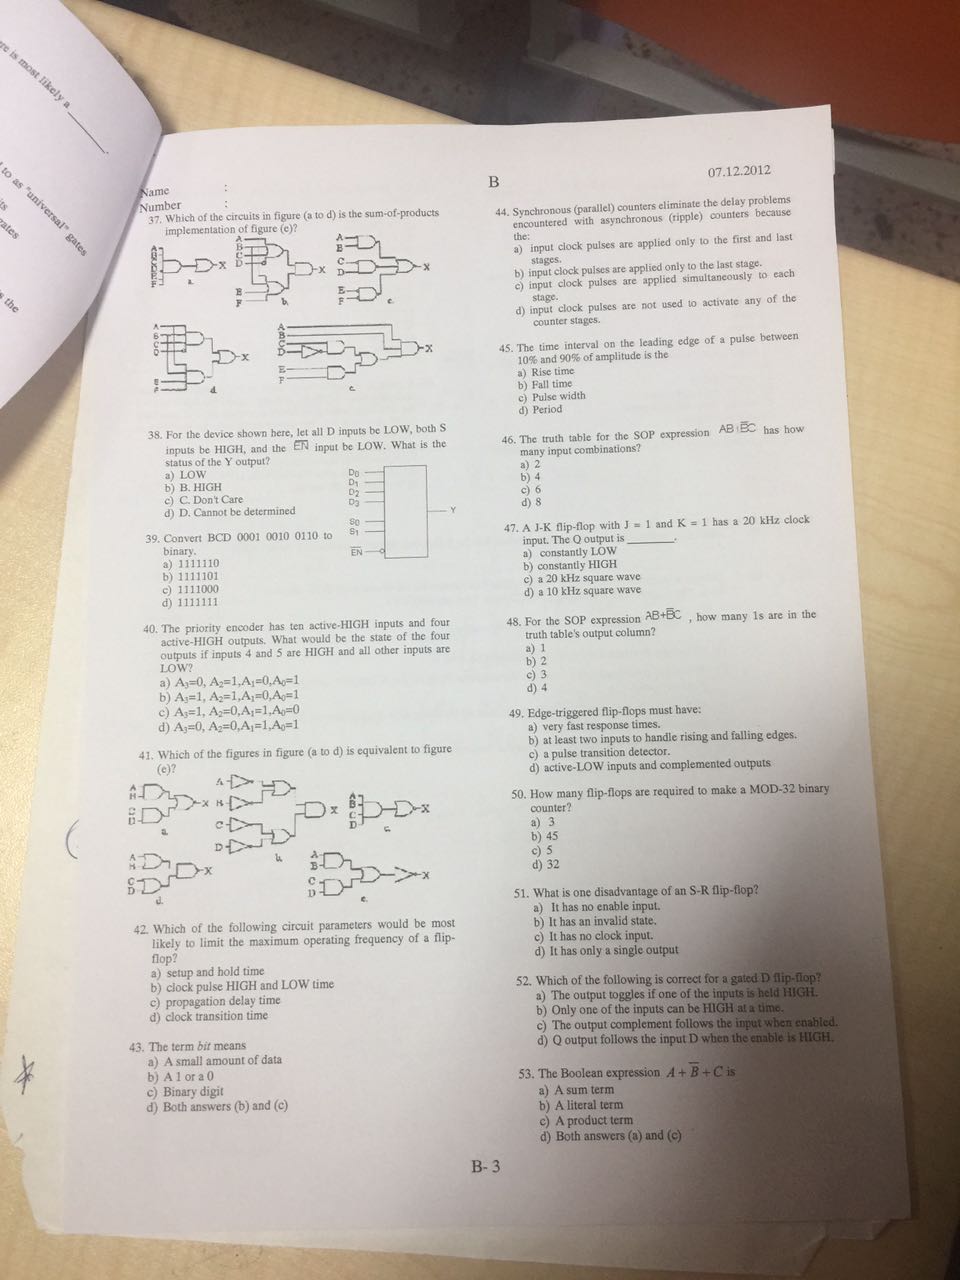 re is most likely a
l to as "universal" gates
its
rates
s the
Name :
Number :
B
07.12.2012
37. Which of the circuits in figure (a to d) is the sum-of-products
implementation of figure (e)?
X
a.
A
B
C
D
E
F
X
b.
A
B
C
D
E
F
X
c.
A
B
C
D
E
F
X
d.
A
B
C
D
E
F
X
e.
38. For the device shown here, let all D inputs be LOW, both S
inputs be HIGH, and the EN input be LOW. What is the
status of the Y output?
a) LOW
b) B. HIGH
c) C. Don't Care
d) D. Cannot be determined
D0
D1
D2
D3
S0
S1
EN
Y
39. Convert BCD 0001 0010 0110 to
binary.
a) 1111110
b) 1111101
c) 1111000
d) 1111111
40. The priority encoder has ten active-HIGH inputs and four
active-HIGH outputs. What would be the state of the four
outputs if inputs 4 and 5 are HIGH and all other inputs are
LOW?
a) A3=0, A2=1,A1=0,A0=1
b) A3=1, A2=1,A1=0,A0=1
c) A3=1, A2=0,A1=1,A0=0
d) A3=0, A2=0,A1=1,A0=1
41. Which of the figures in figure (a to d) is equivalent to figure
(e)?
X
a.
A
B
C
D
X
b.
A
B
C
D
X
c.
A
B
C
D
X
d.
A
B
C
D
X
e.
42. Which of the following circuit parameters would be most
likely to limit the maximum operating frequency of a flip-
flop?
a) setup and hold time
b) clock pulse HIGH and LOW time
c) propagation delay time
d) clock transition time
43. The term bit means
a) A small amount of data
b) A 1 or a 0
c) Binary digit
d) Both answers (b) and (c)
44. Synchronous (parallel) counters eliminate the delay problems
encountered with asynchronous (ripple) counters because
the:
a) input clock pulses are applied only to the first and last
stages.
b) input clock pulses are applied only to the last stage.
c) input clock pulses are applied simultaneously to each
stage.
d) input clock pulses are not used to activate any of the
counter stages.
45. The time interval on the leading edge of a pulse between
10% and 90% of amplitude is the
a) Rise time
b) Fall time
c) Pulse width
d) Period
46. The truth table for the SOP expression AB+B̅C has how
many input combinations?
a) 2
b) 4
c) 6
d) 8
47. A J-K flip-flop with J = 1 and K = 1 has a 20 kHz clock
input. The Q output is ________.
a) constantly LOW
b) constantly HIGH
c) a 20 kHz square wave
d) a 10 kHz square wave
48. For the SOP expression AB+B̅C , how many 1s are in the
truth table's output column?
a) 1
b) 2
c) 3
d) 4
49. Edge-triggered flip-flops must have:
a) very fast response times.
b) at least two inputs to handle rising and falling edges.
c) a pulse transition detector.
d) active-LOW inputs and complemented outputs
50. How many flip-flops are required to make a MOD-32 binary
counter?
a) 3
b) 45
c) 5
d) 32
51. What is one disadvantage of an S-R flip-flop?
a) It has no enable input.
b) It has an invalid state.
c) It has no clock input.
d) It has only a single output
52. Which of the following is correct for a gated D flip-flop?
a) The output toggles if one of the inputs is held HIGH.
b) Only one of the inputs can be HIGH at a time.
c) The output complement follows the input when enabled.
d) Q output follows the input D when the enable is HIGH.
53. The Boolean expression A + B̅ + C is
a) A sum term
b) A literal term
c) A product term
d) Both answers (a) and (c)
B- 3